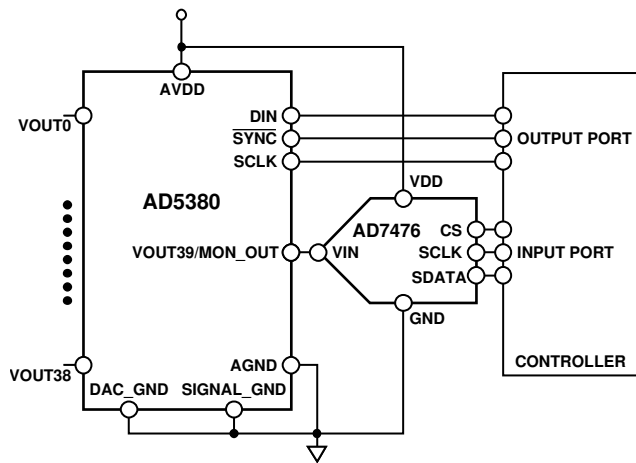 AVDD
VOUT0
DIN
SYNC
OUTPUT PORT
SCLK
VDD
AD5380
AD7476
CS
VOUT39/MON_OUT
VIN
SCLK
INPUT PORT
SDATA
GND
AGND
CONTROLLER
VOUT38
DAC_GND
SIGNAL_GND